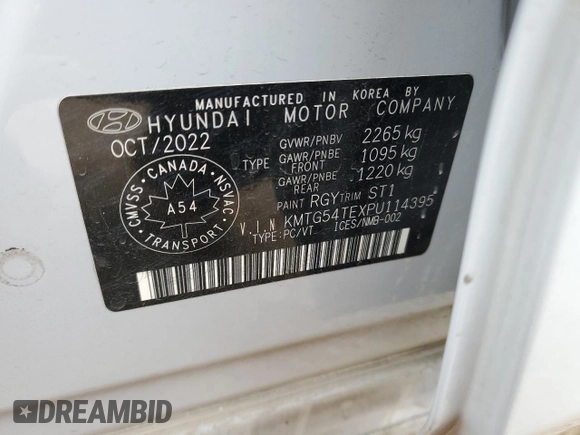 MANUFACTURED IN KOREA BY
HYUNDAI MOTOR COMPANY
OCT/2022
TYPE
GVWR/PNBV 2265 kg
GAWR/PNBE FRONT 1095 kg
GAWR/PNBE REAR 1220 kg
PAINT RGY TRIM ST1
V.I.N KMTG54TEXPU114395
TYPE:PC/VT ICES/NMB-002
CMVSS • CANADA • NSVAC • TRANSPORT
A 54
#DREAMBID